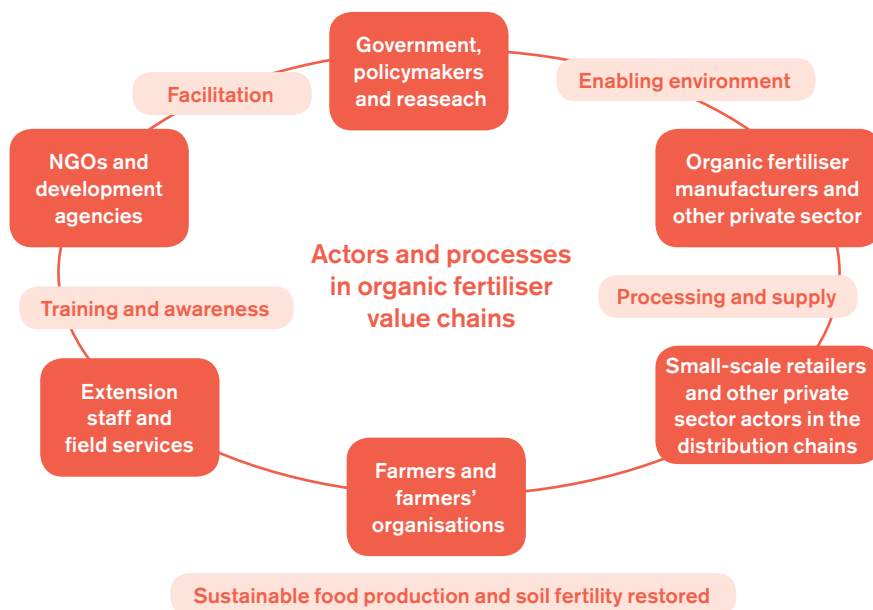 Government,
policymakers
and reaseach
Facilitation
Enabling environment
NGOs and
development
agencies
Organic fertiliser
manufacturers and
other private sector
Actors and processes
in organic fertiliser
value chains
Training and awareness
Processing and supply
Extension
staff and
field services
Small-scale retailers
and other private
sector actors in the
distribution chains
Farmers and
farmers'
organisations
Sustainable food production and soil fertility restored